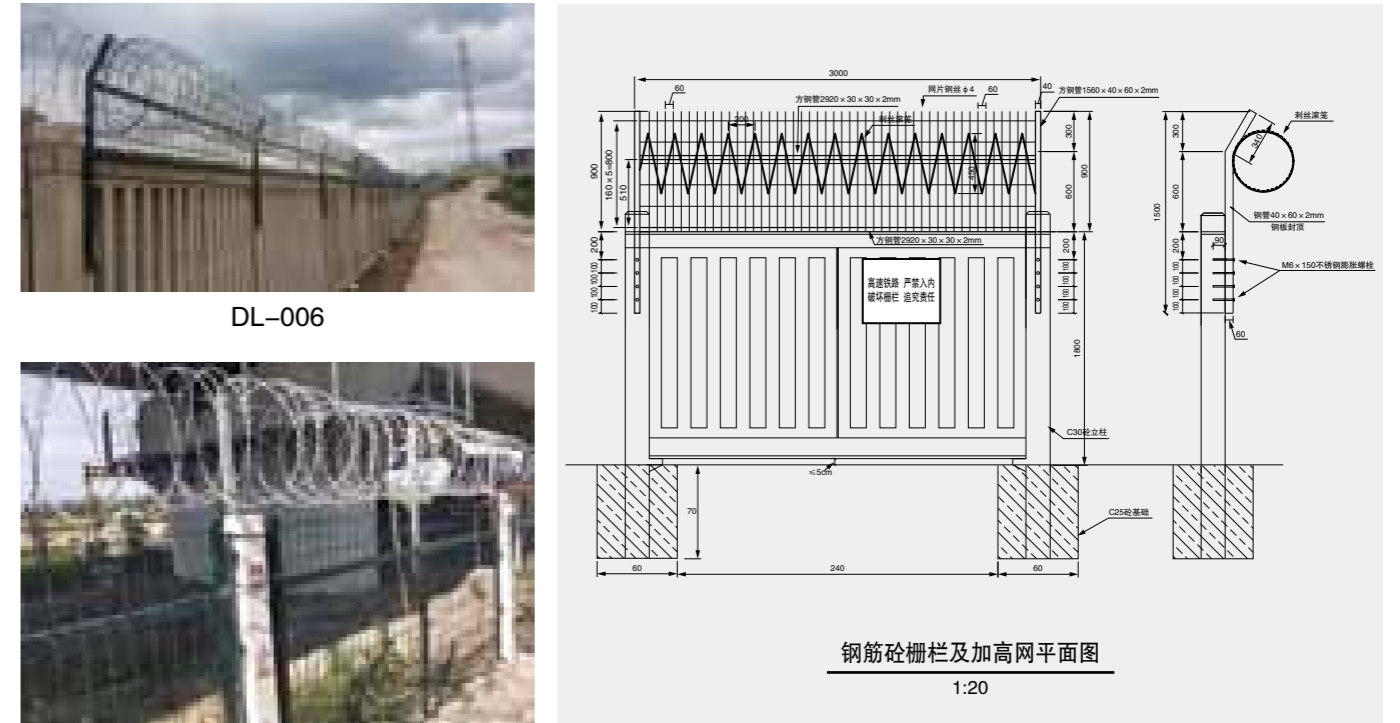 DL-006
3000
60
网片钢丝φ4
60
40
方钢管1560×40×60×2mm
方钢管2920×30×30×2mm
200
刺丝滚笼
480
900
160×5=800
510
300
600
900
方钢管2920×30×30×2mm
200
100
100
100
100
200
100
100
100
100
高速铁路 严禁入内
破坏栅栏 追究责任
1800
C30砼立柱
≤5cm
70
C25砼基础
60
240
60
刺丝滚笼
340
300
600
1500
200
100
100
100
100
90
钢管40×60×2mm
钢板封顶
M6×150不锈钢膨胀螺栓
60
钢筋砼栅栏及加高网平面图
1:20